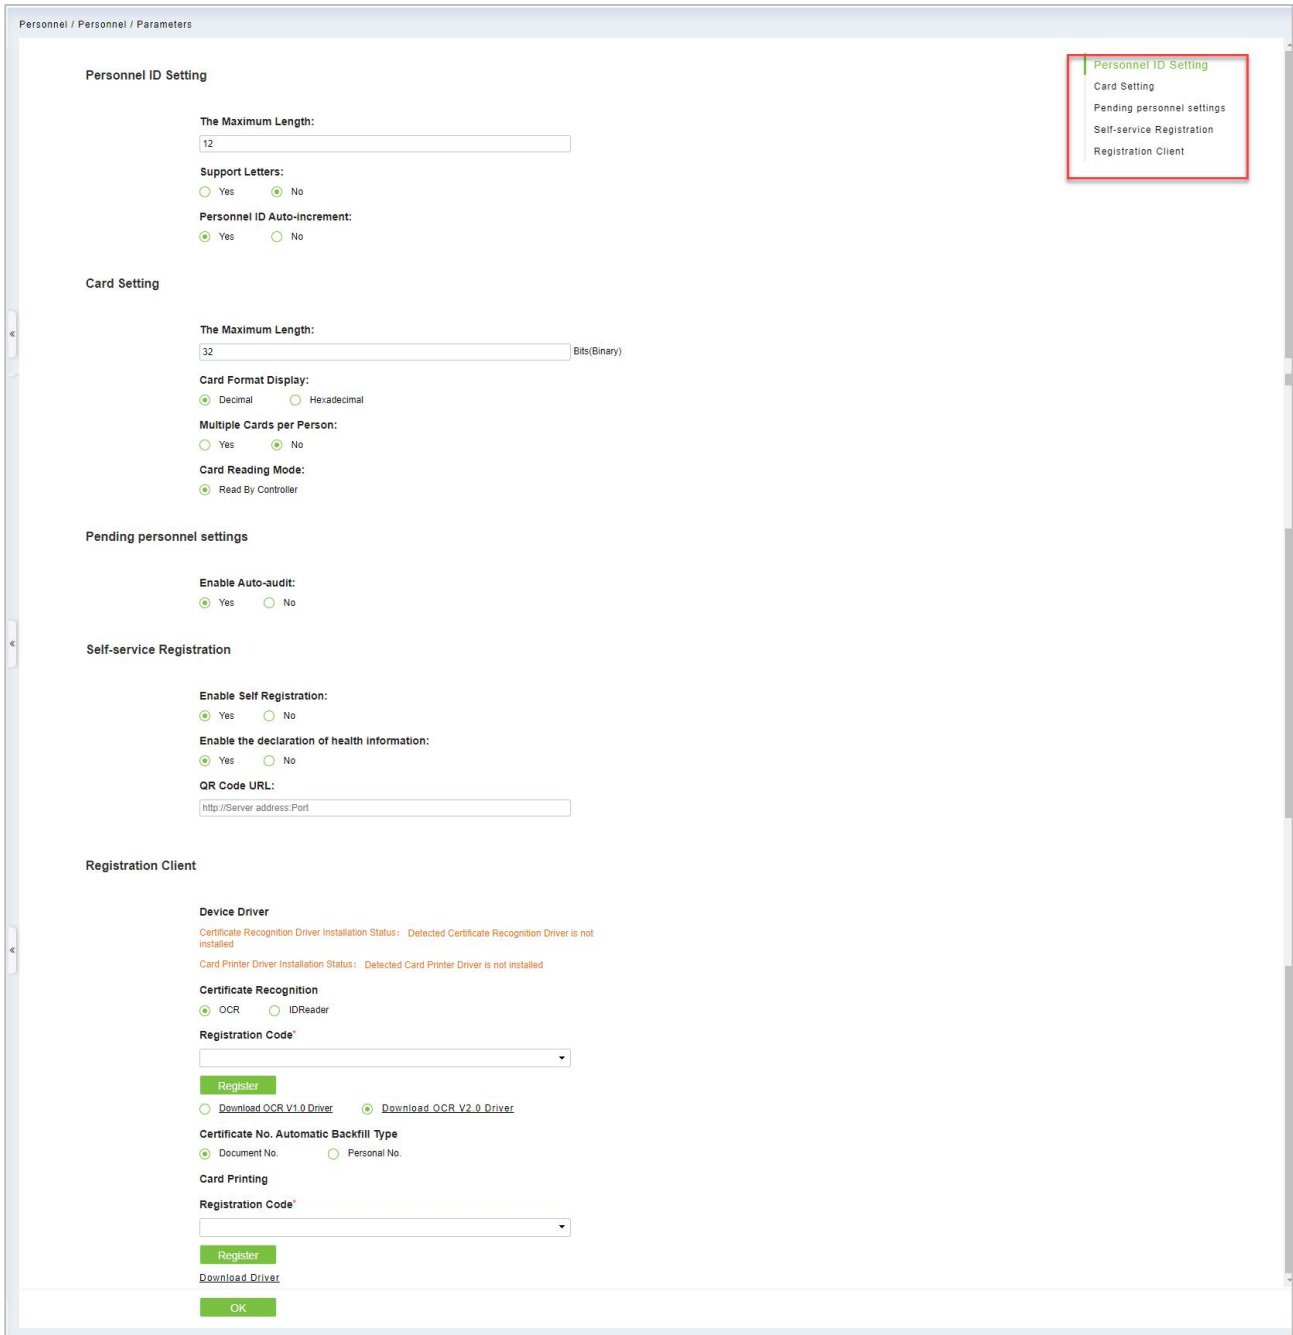 Personnel / Personnel / Parameters
Personnel ID Setting
Card Setting
Pending personnel settings
Self-service Registration
Registration Client
Personnel ID Setting
The Maximum Length:
12
Support Letters:
Yes No
Personnel ID Auto-increment:
Yes No
Card Setting
The Maximum Length:
32 Bits(Binary)
Card Format Display:
Decimal Hexadecimal
Multiple Cards per Person:
Yes No
Card Reading Mode:
Read By Controller
Pending personnel settings
Enable Auto-audit:
Yes No
Self-service Registration
Enable Self Registration:
Yes No
Enable the declaration of health information:
Yes No
QR Code URL:
http://Server address:Port
Registration Client
Device Driver
Certificate Recognition Driver Installation Status： Detected Certificate Recognition Driver is not
installed
Card Printer Driver Installation Status： Detected Card Printer Driver is not installed
Certificate Recognition
OCR IDReader
Registration Code*
Register
Download OCR V1.0 Driver Download OCR V2.0 Driver
Certificate No. Automatic Backfill Type
Document No. Personal No.
Card Printing
Registration Code*
Register
Download Driver
OK